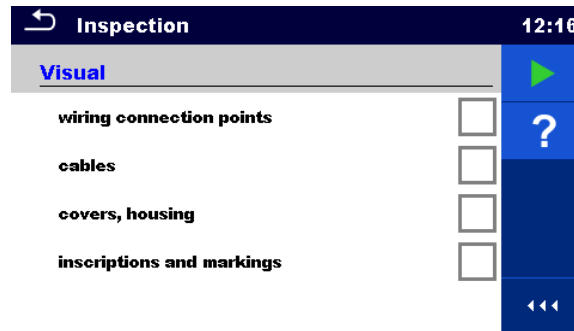 Inspection 12:16
Visual
wiring connection points
?
cables
covers, housing
inscriptions and markings